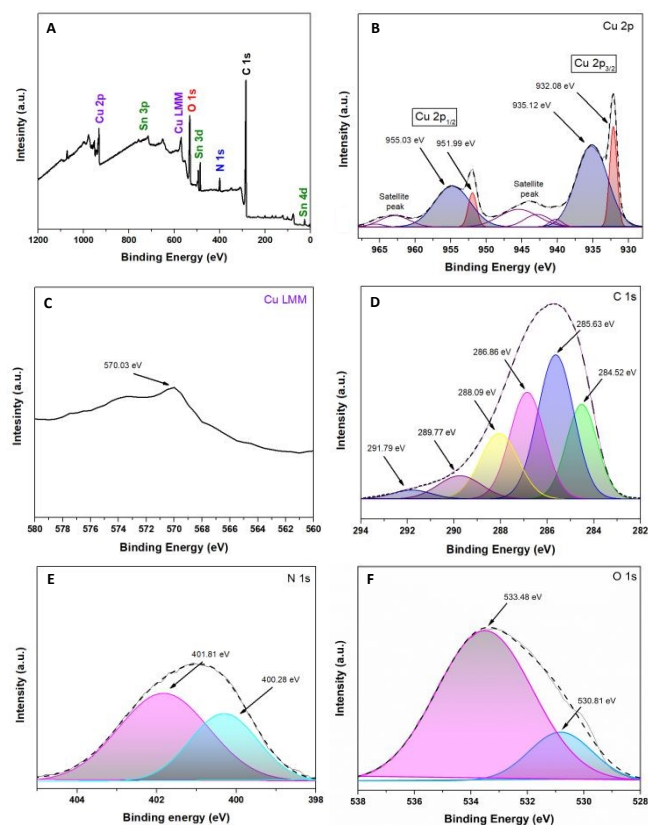 A
Intesinty (a.u.)
Cu 2p
Sn 3p
Cu LMM
O 1s
Sn 3d
N 1s
C 1s
Sn 4d
1200 1000 800 600 400 200 0
Binding Energy (eV)
B
Cu 2p
Intensity (a.u.)
Cu 2p3/2
932.08 eV
935.12 eV
Cu 2p1/2
955.03 eV
951.99 eV
Satellite
peak
Satellite
peak
965 960 955 950 945 940 935 930
Binding Energy (eV)
C
Cu LMM
Intesinty (a.u.)
570.03 eV
580 578 576 574 572 570 568 566 564 562 560
Binding Energy (eV)
D
C 1s
Intensity (a.u.)
285.63 eV
286.86 eV
284.52 eV
288.09 eV
289.77 eV
291.79 eV
294 292 290 288 286 284 282
Binding Energy (eV)
E
N 1s
Intensity (a.u.)
401.81 eV
400.28 eV
404 402 400 398
Binding energy (eV)
F
O 1s
Intensity (a.u.)
533.48 eV
530.81 eV
538 536 534 532 530 528
Binding Energy (eV)